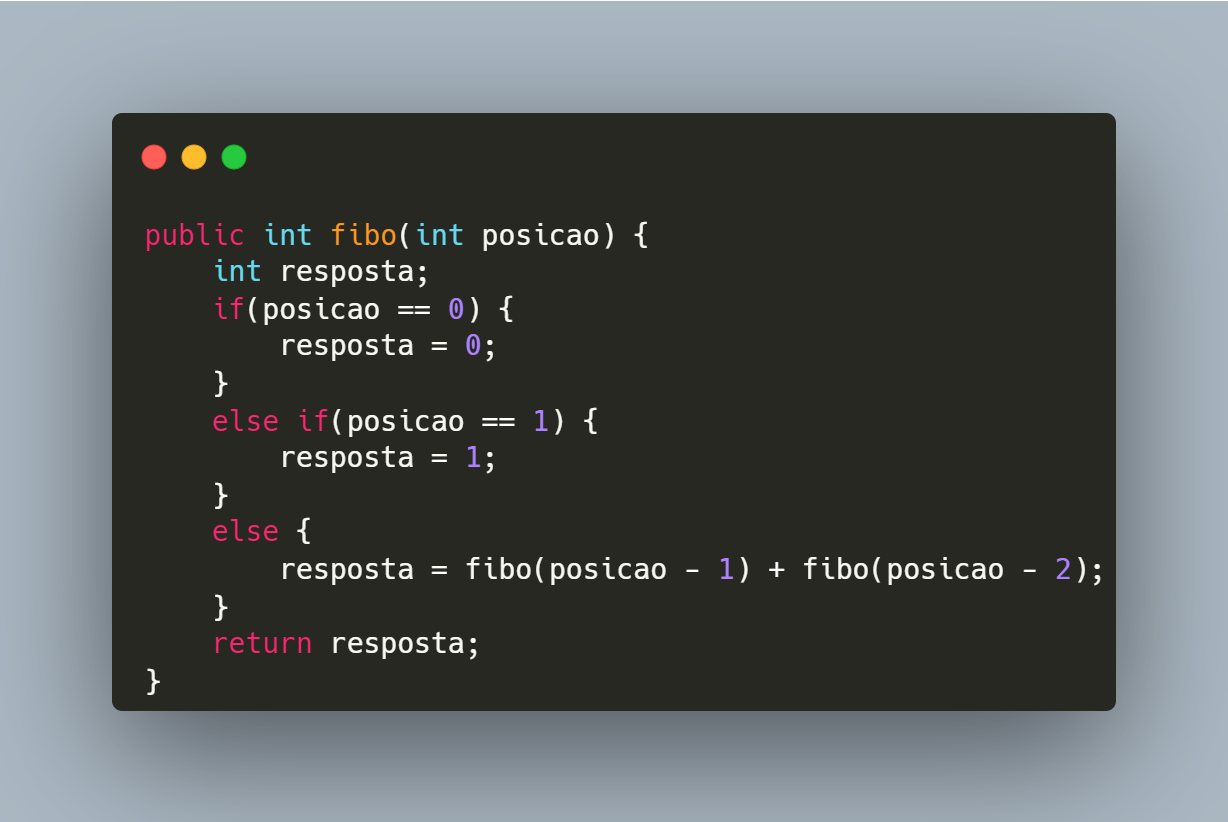 public int fibo(int posicao) {
    int resposta;
    if(posicao == 0) {
        resposta = 0;
    }
    else if(posicao == 1) {
        resposta = 1;
    }
    else {
        resposta = fibo(posicao - 1) + fibo(posicao - 2);
    }
    return resposta;
}